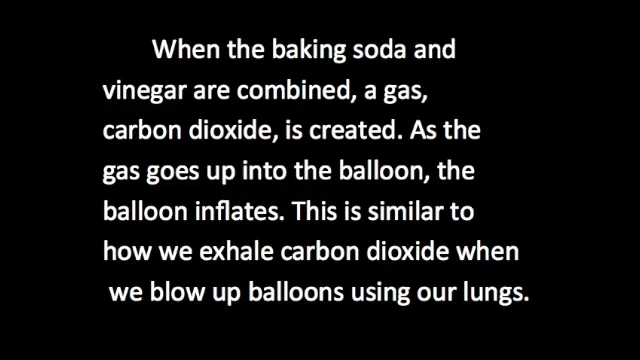 When the baking soda and
vinegar are combined, a gas,
carbon dioxide, is created. As the
gas goes up into the balloon, the
balloon inflates. This is similar to
how we exhale carbon dioxide when
we blow up balloons using our lungs.